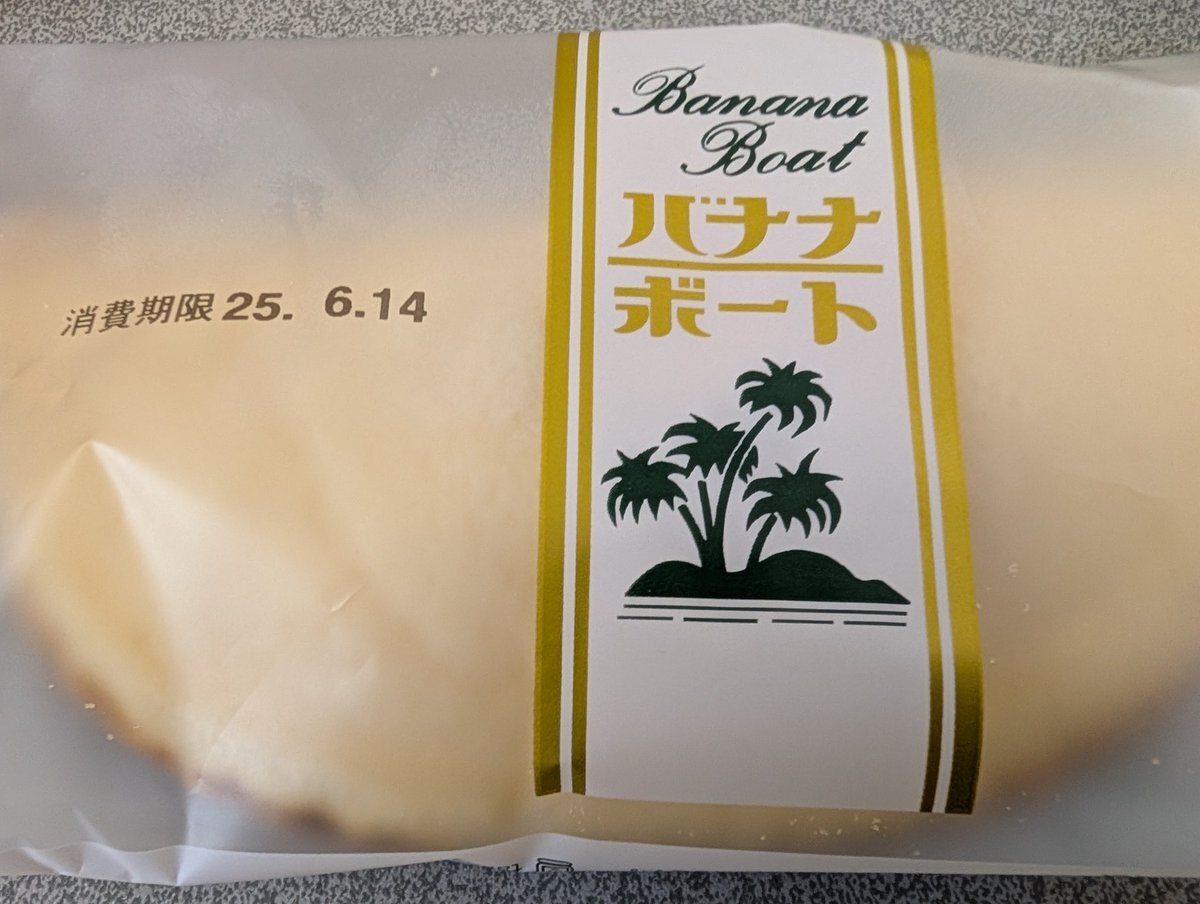 Banana
Boat
バナナ
ボート
消費期限 25. 6.14